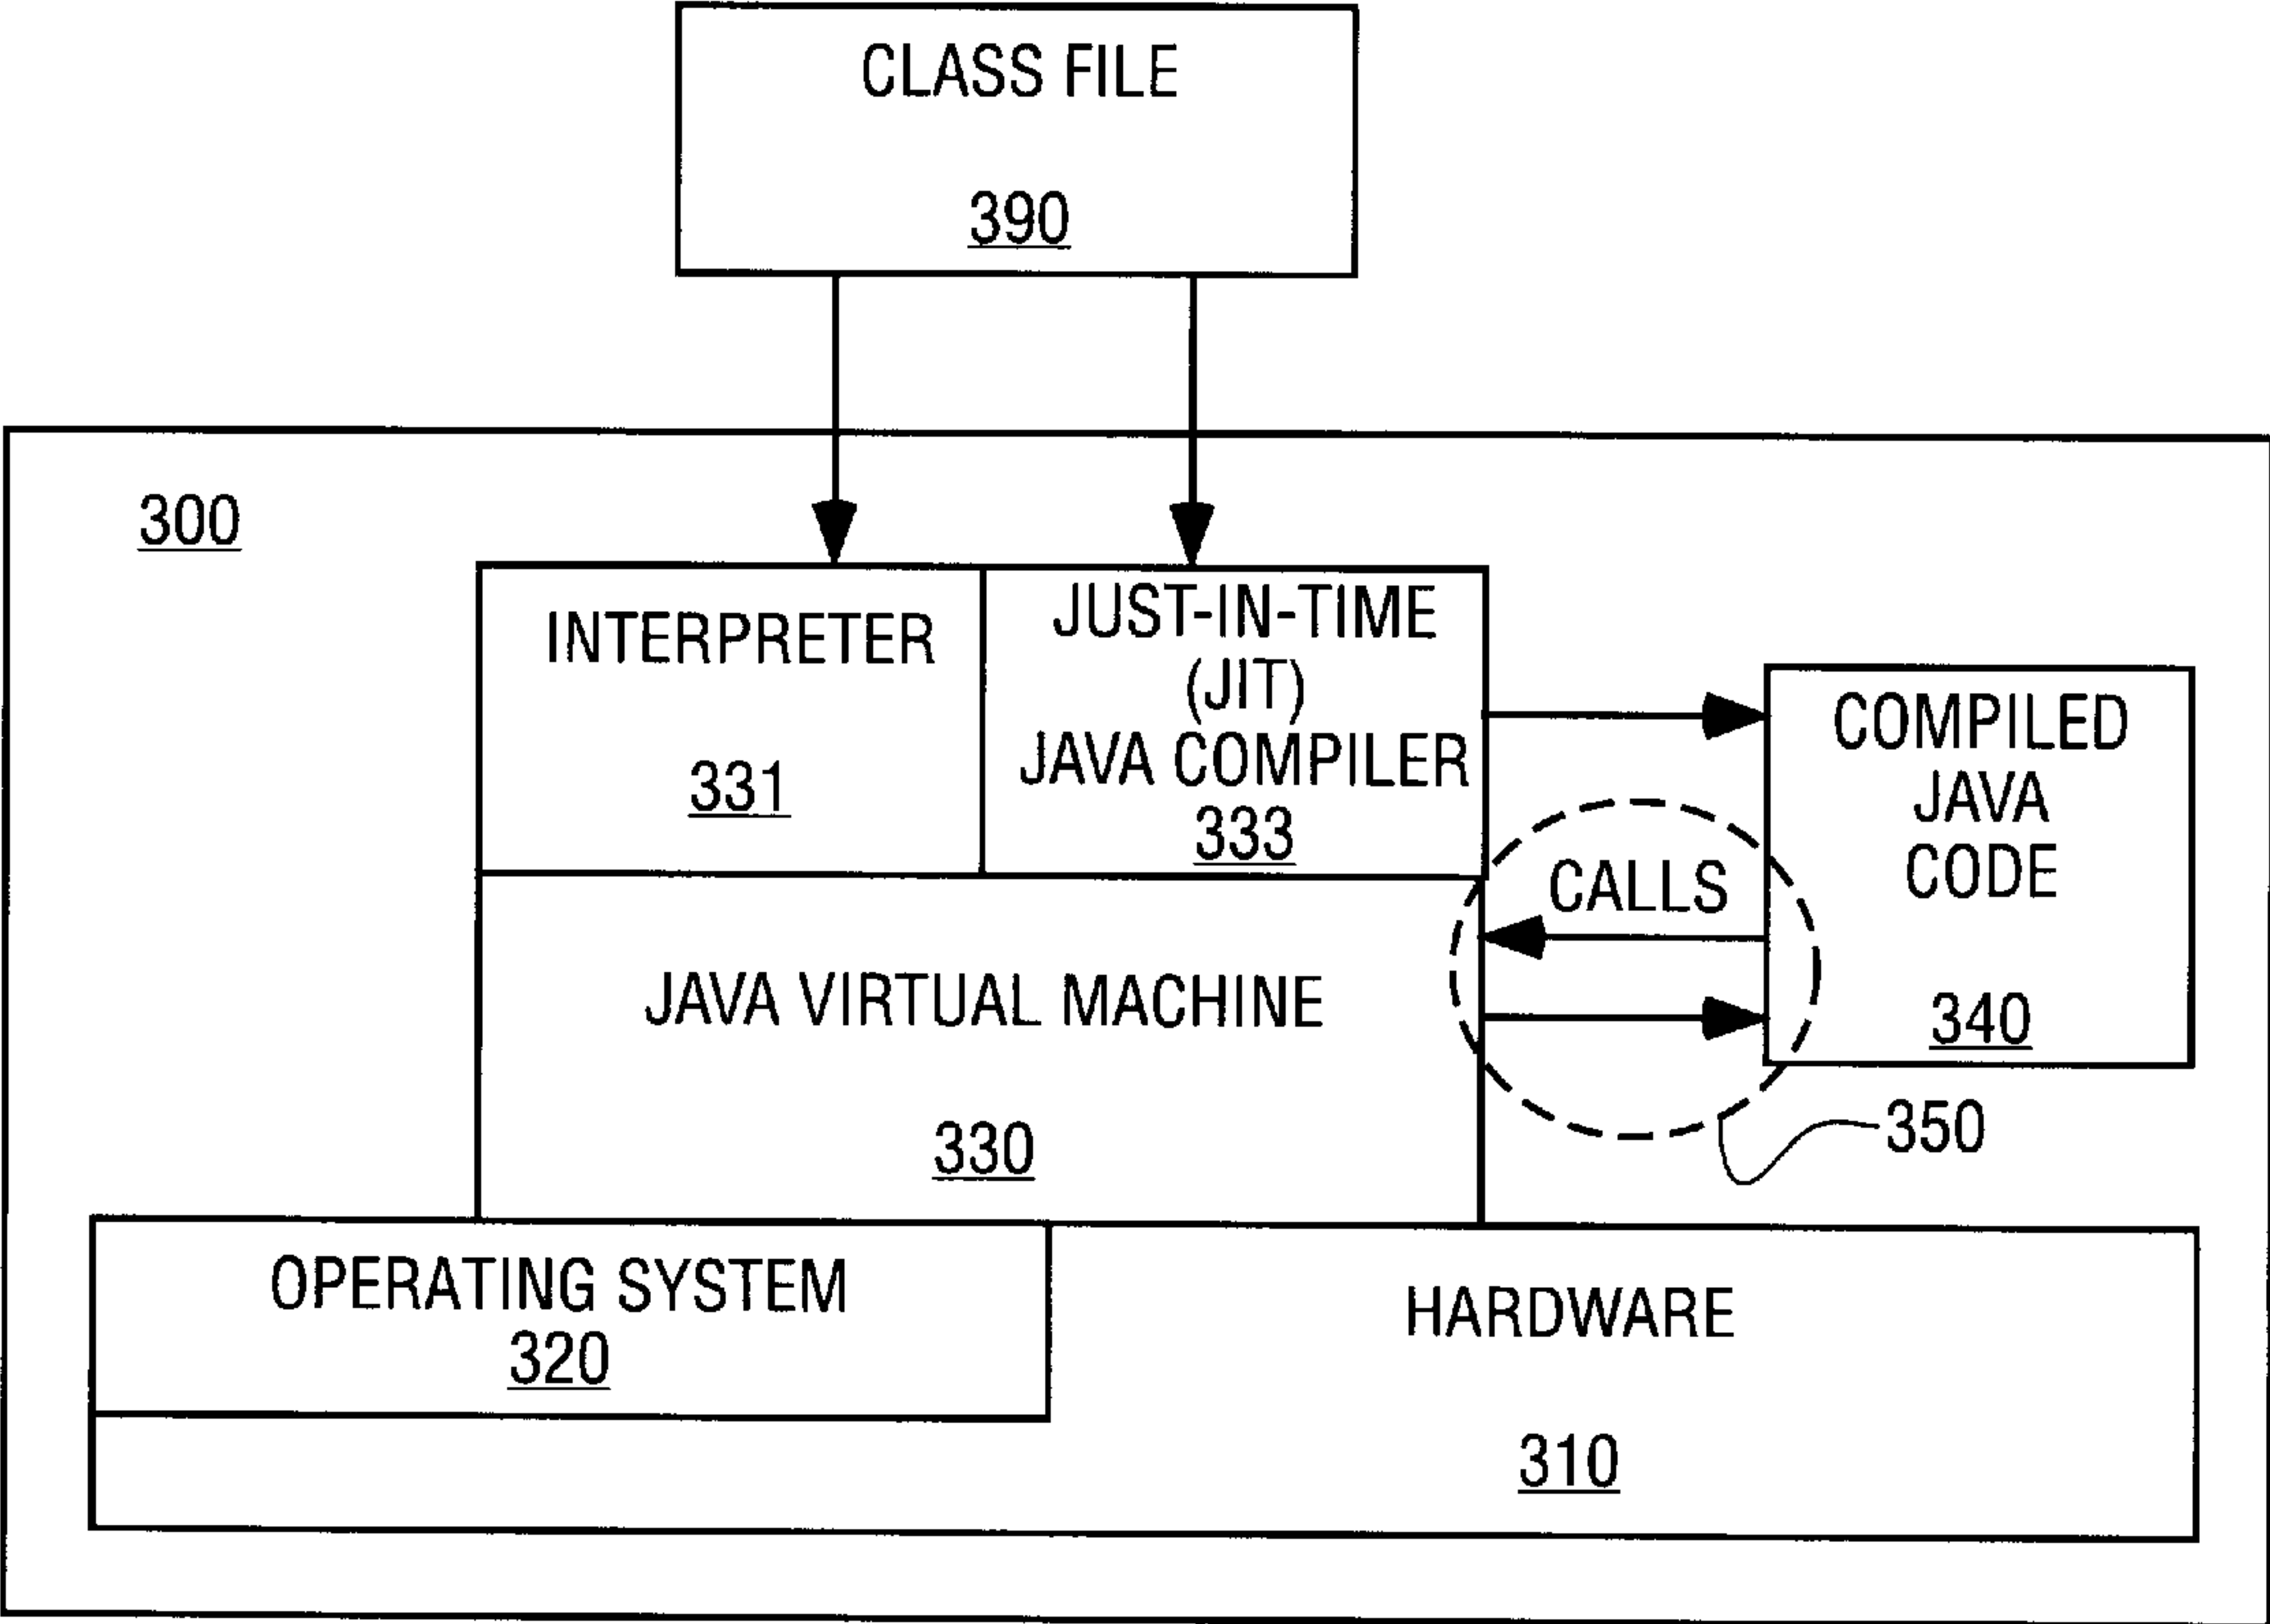 CLASS FILE
390
300
INTERPRETER
331
JUST-IN-TIME
(JIT)
JAVA COMPILER
333
COMPILED
JAVA
CODE
340
CALLS
JAVA VIRTUAL MACHINE
330
350
OPERATING SYSTEM
320
HARDWARE
310